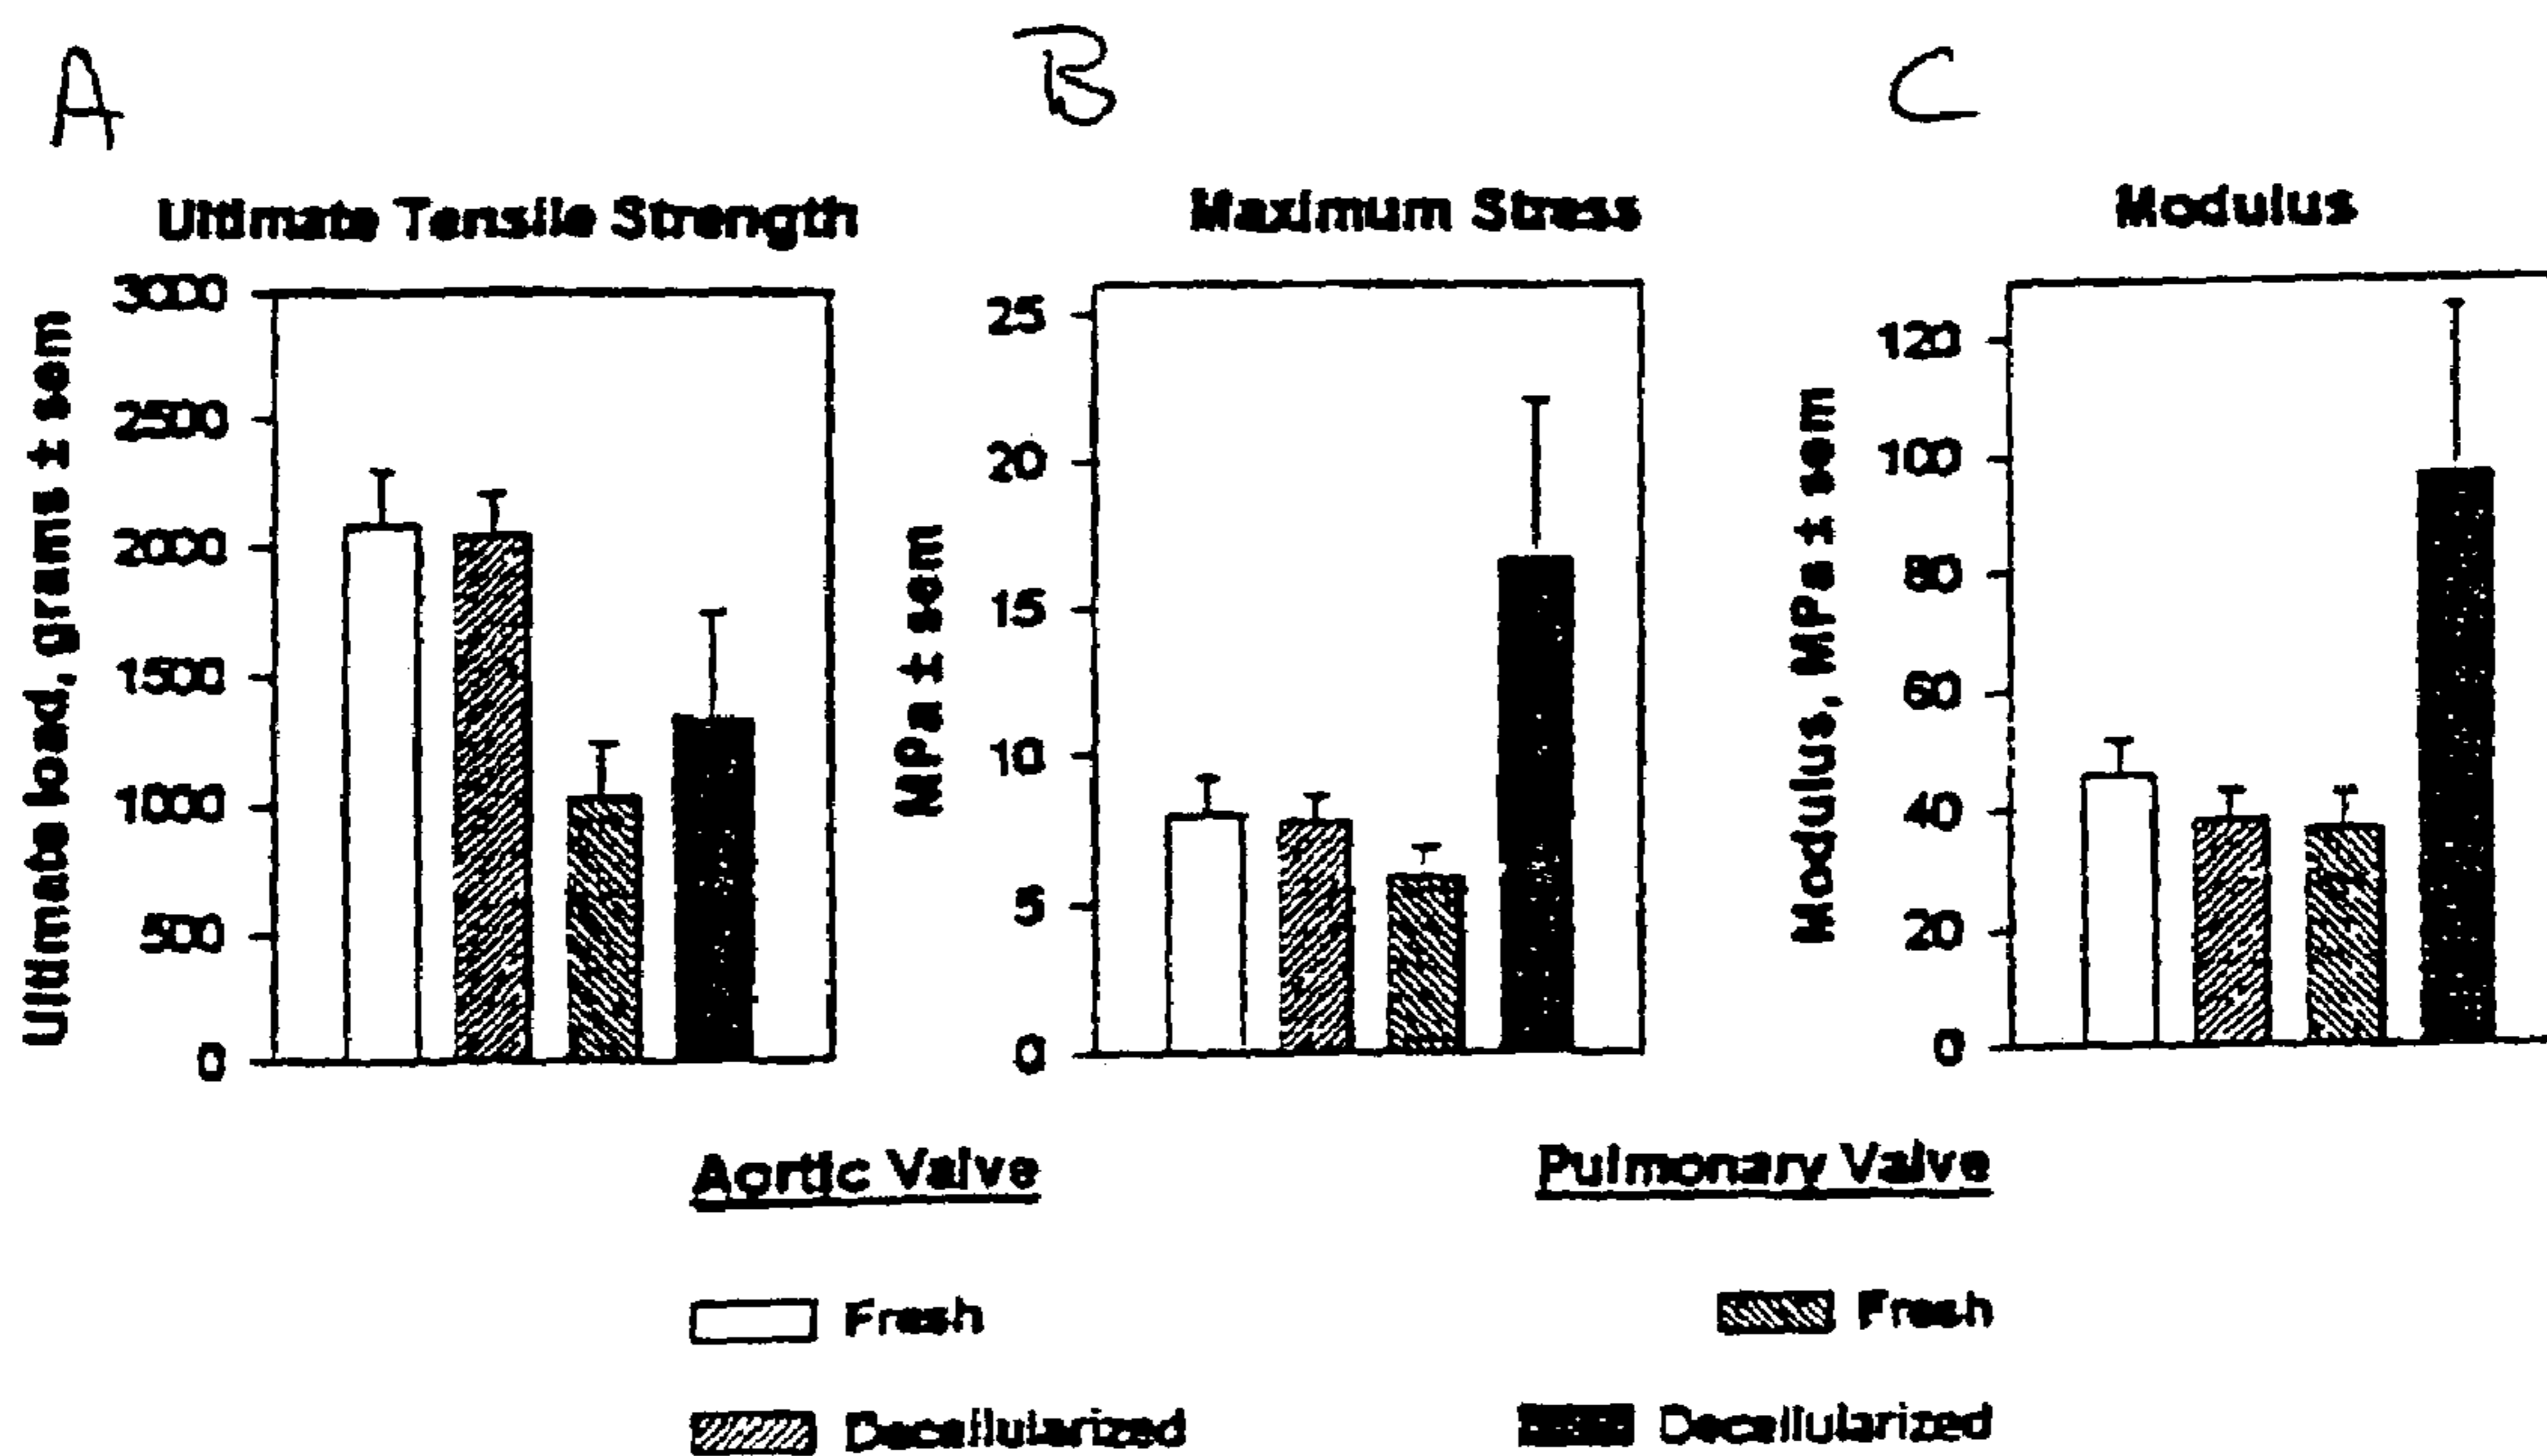 A
B
C
Ultimate Tensile Strength
Maximum Stress
Modulus
Ultimate load, grams ± sem
3000
2500
2000
1500
1000
500
0
MPa ± sem
25
20
15
10
5
0
Modulus, MPa ± sem
120
100
80
60
40
20
0
Aortic Valve
Fresh
Decellularized
Pulmonary Valve
Fresh
Decellularized